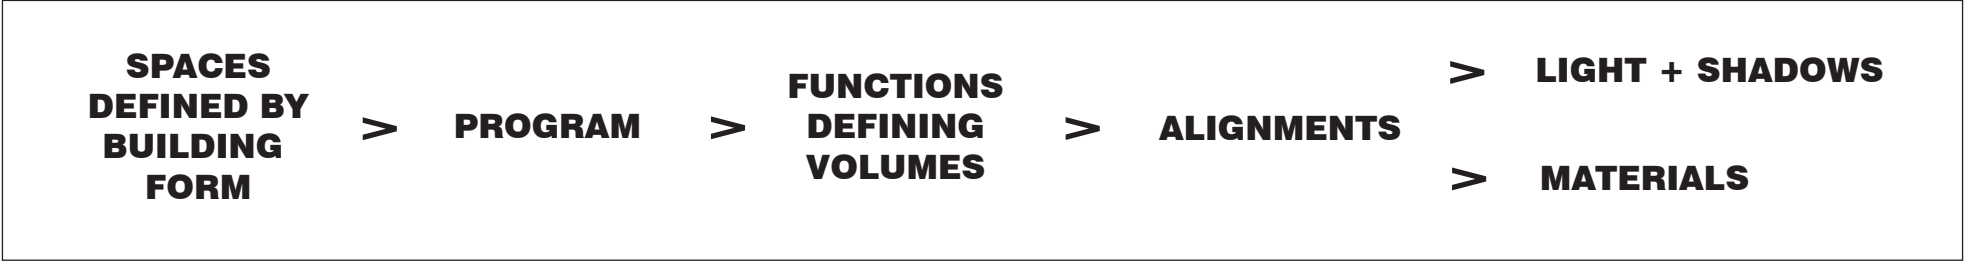 SPACES
DEFINED BY
BUILDING
FORM
>
PROGRAM
>
FUNCTIONS
DEFINING
VOLUMES
>
ALIGNMENTS
> LIGHT + SHADOWS
> MATERIALS